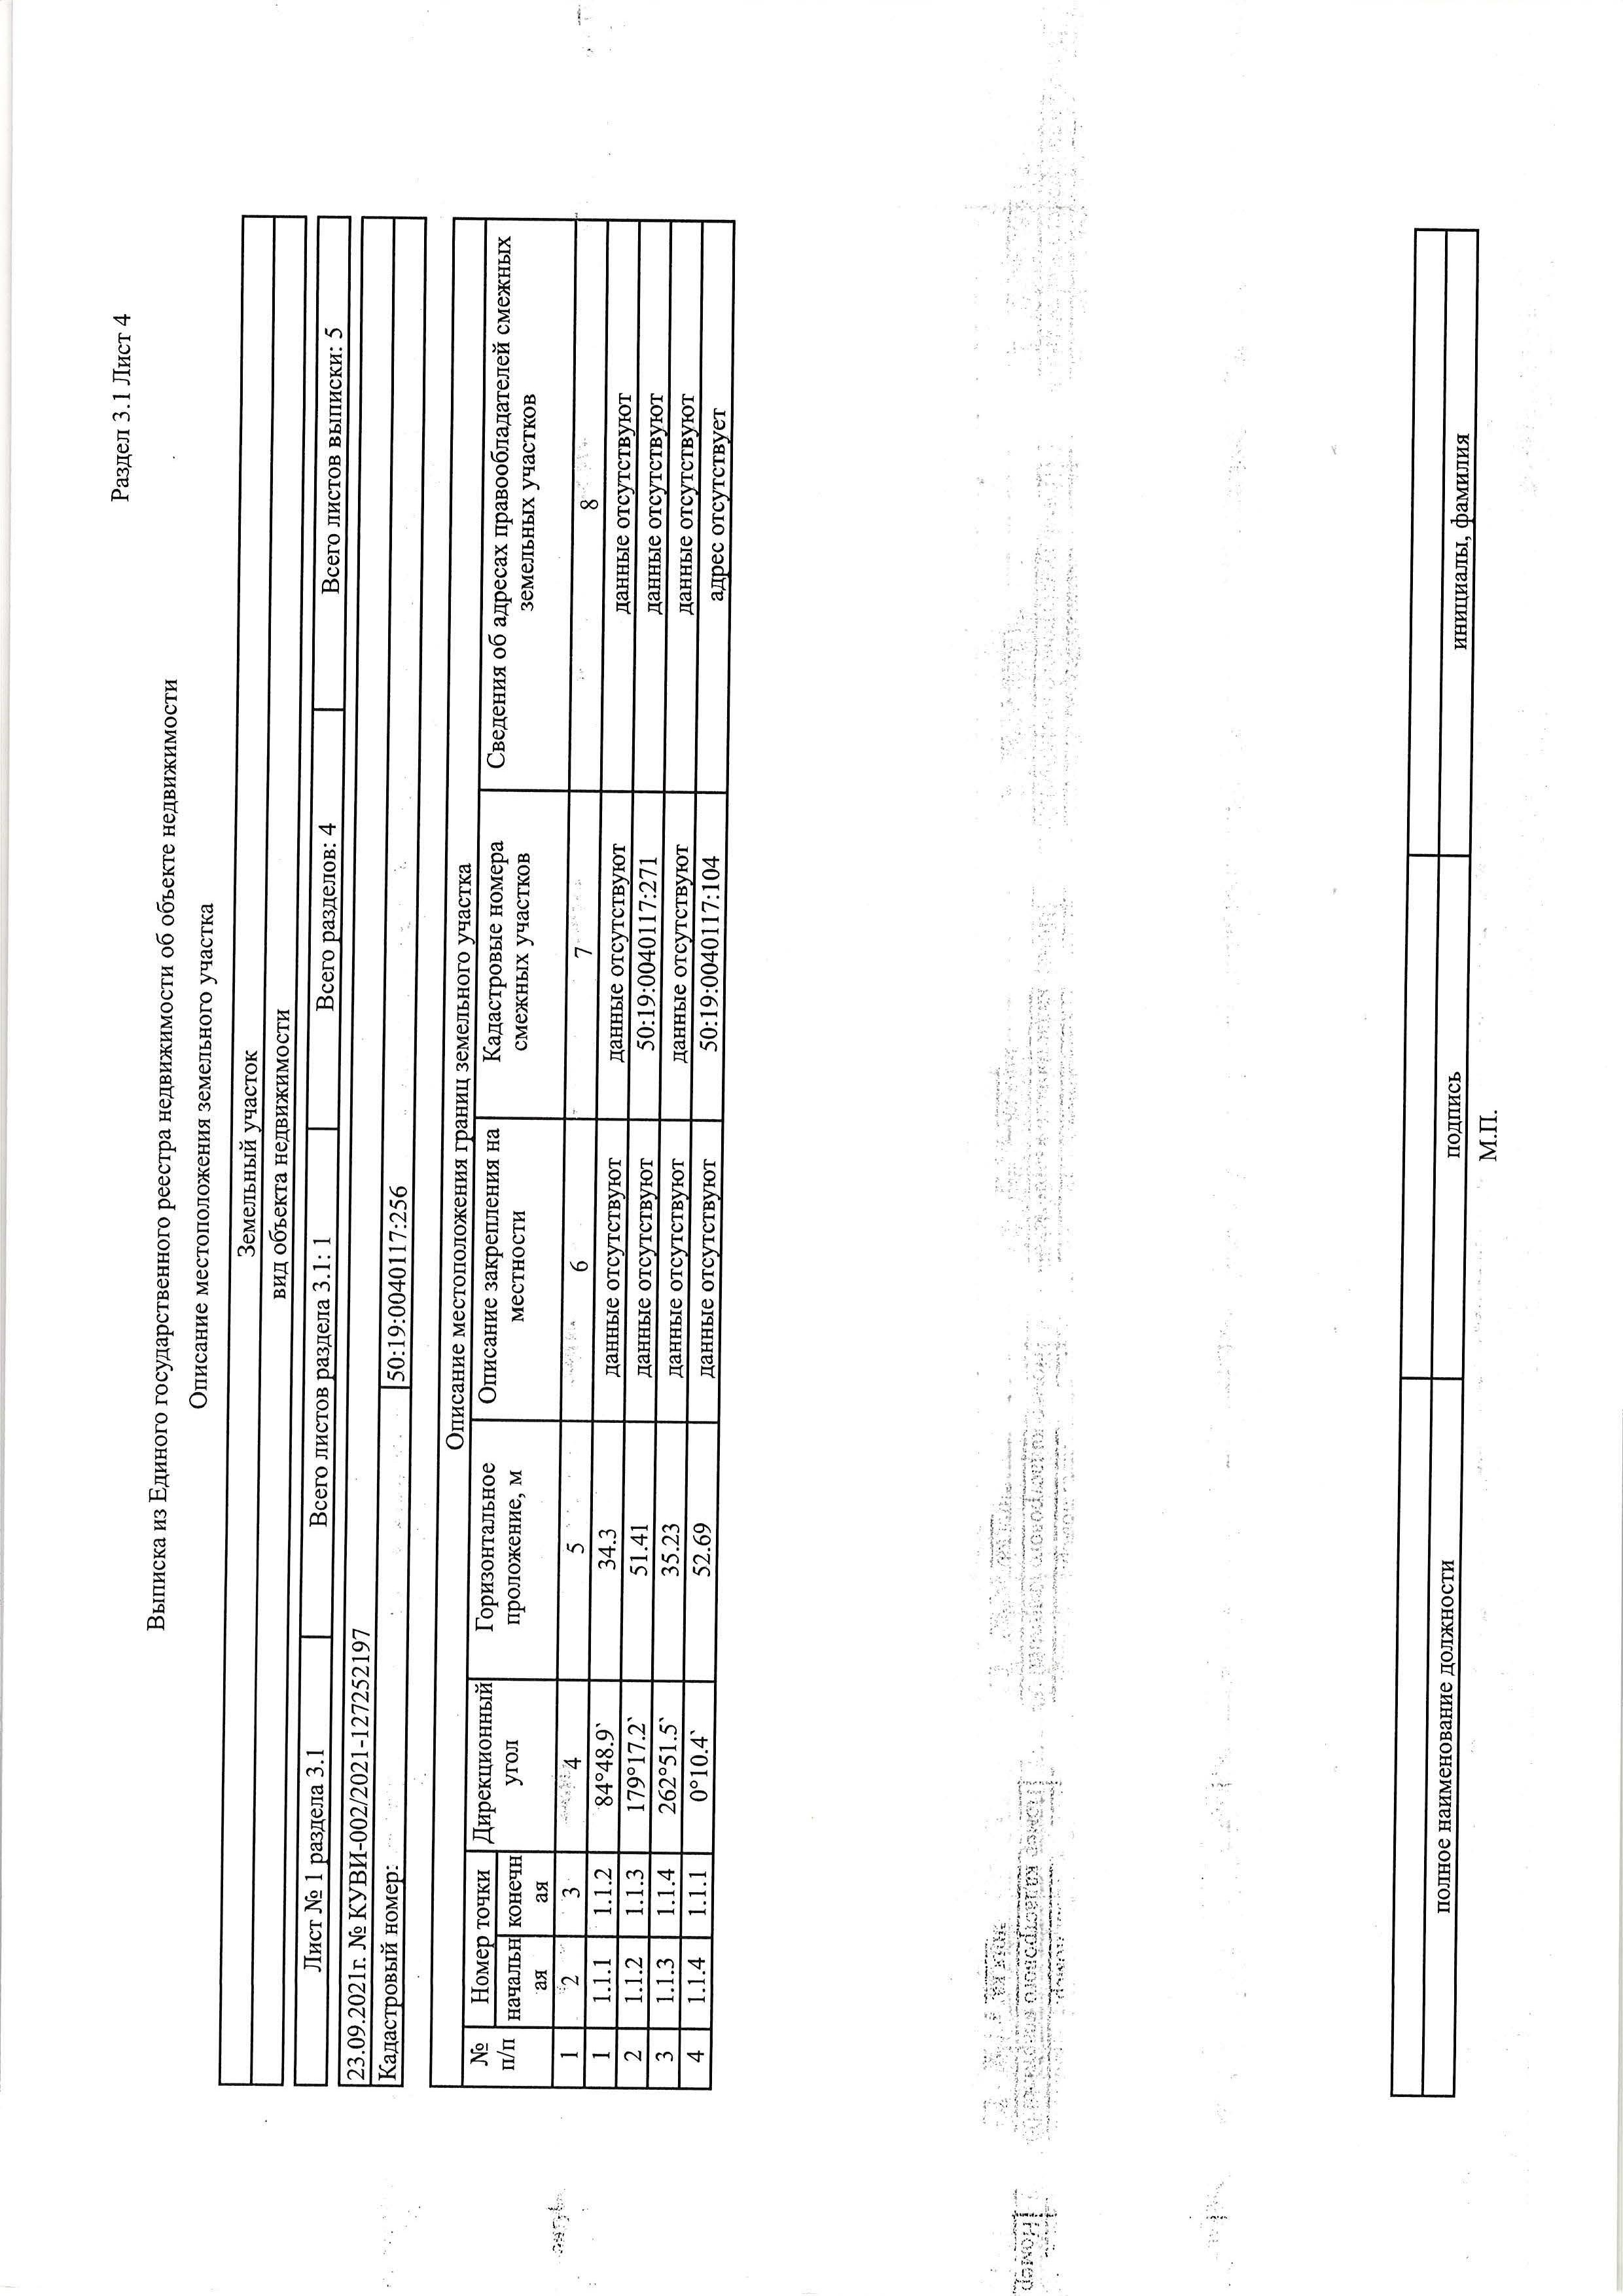 Раздел 3.1 Лист 4
Выписка из Единого государственного реестра недвижимости об объекте недвижимости
Описание местоположения земельного участка
Земельный участок
вид объекта недвижимости
Лист № 1 раздела 3.1 Всего листов раздела 3.1: 1 Всего разделов: 4 Всего листов выписки: 5
23.09.2021г. № КУВИ-002/2021-127252197
Кадастровый номер: 50:19:0040117:256
Описание местоположения границ земельного участка
№ п/п Номер точки Дирекционный угол Горизонтальное проложение, м Описание закрепления на местности Кадастровые номера смежных участков Сведения об адресах правообладателей смежных земельных участков
начальная конечная
1 2 3 4 5 6 7 8
1 1.1.1 1.1.2 84°48.9` 34.3 данные отсутствуют данные отсутствуют данные отсутствуют
2 1.1.2 1.1.3 179°17.2` 51.41 данные отсутствуют 50:19:0040117:271 данные отсутствуют
3 1.1.3 1.1.4 262°51.5` 35.23 данные отсутствуют данные отсутствуют данные отсутствуют
4 1.1.4 1.1.1 0°10.4` 52.69 данные отсутствуют 50:19:0040117:104 адрес отсутствует
полное наименование должности подпись инициалы, фамилия
М.П.